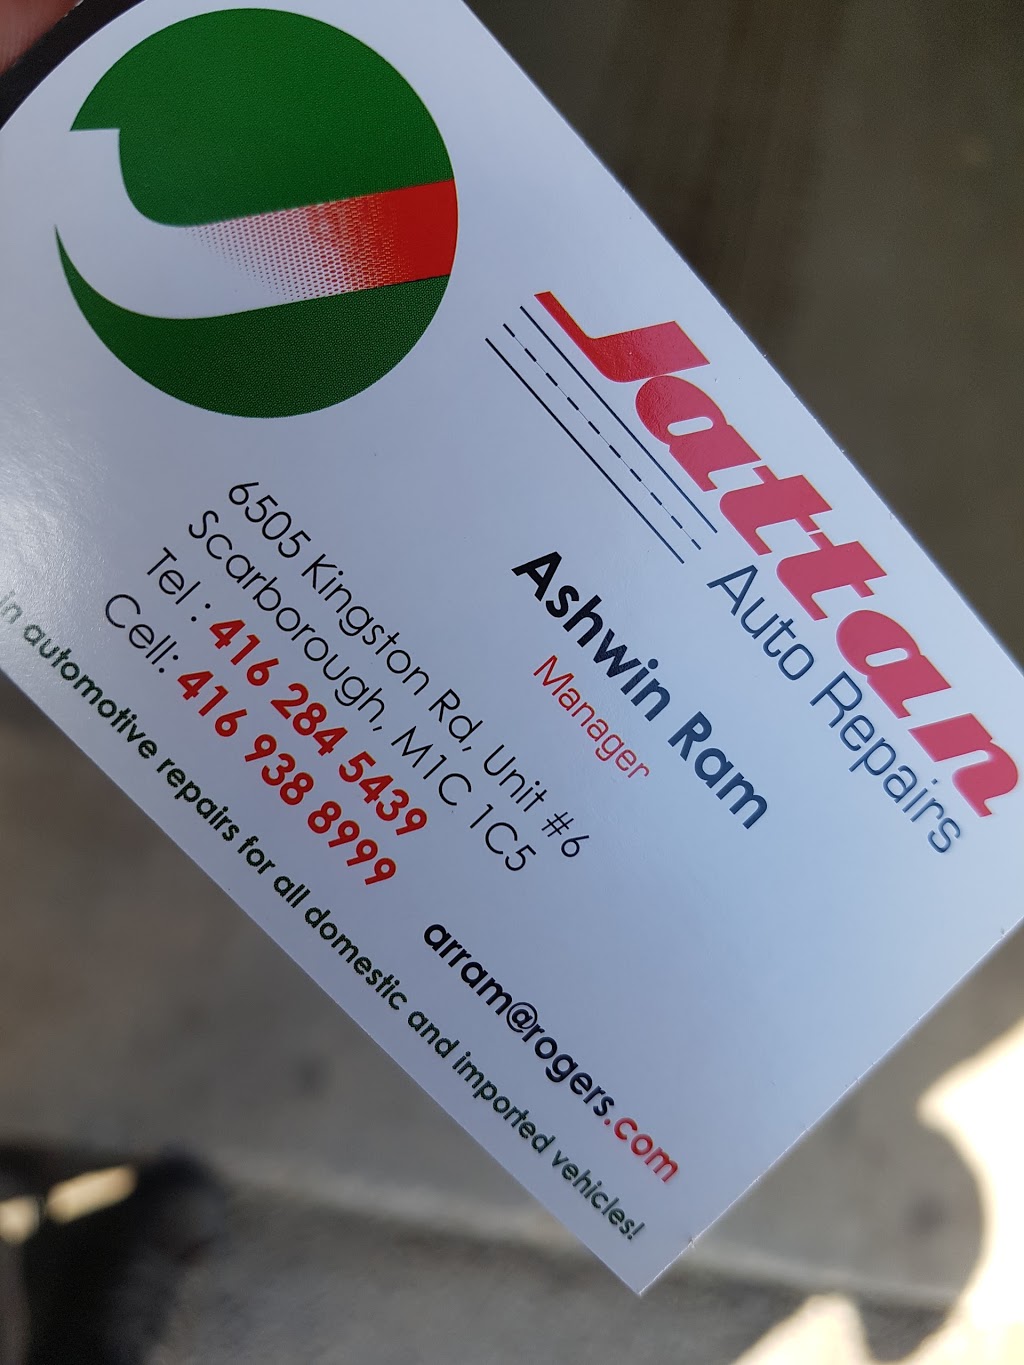 Jattan
Auto Repairs
Ashwin Ram
Manager
6505 Kingston Rd, Unit #6
Scarborough, M1C 1C5
Tel : 416 284 5439
Cell: 416 938 8999
arram@rogers.com
in automotive repairs for all domestic and imported vehicles!